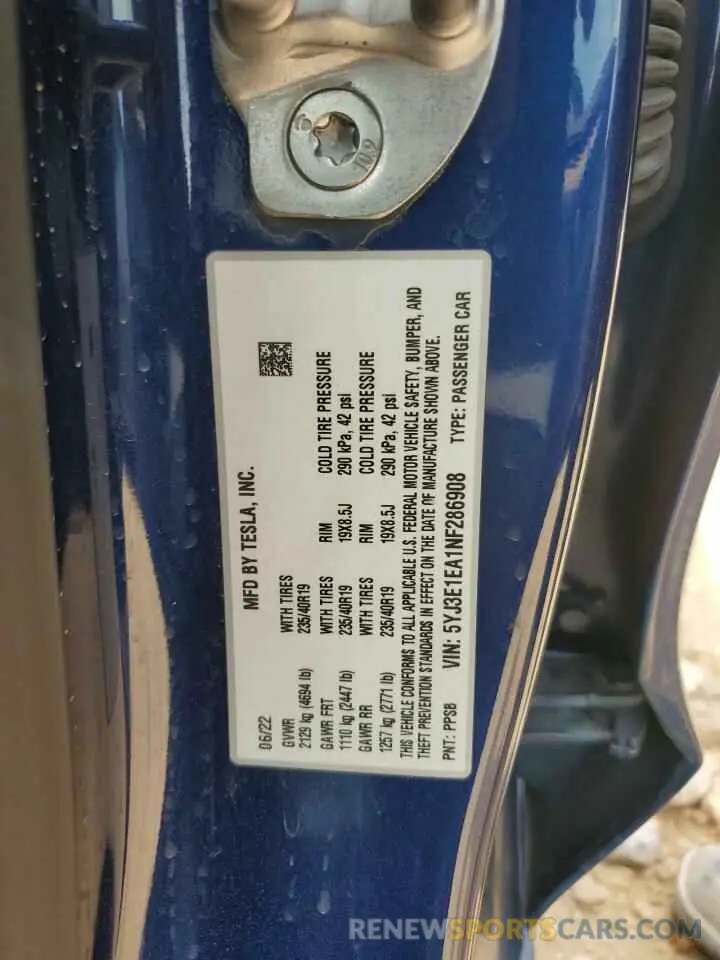 MFD BY TESLA, INC.
06/22
GVWR WITH TIRES
2129 kg (4694 lb) 235/40R19
GAWR FRT WITH TIRES RIM COLD TIRE PRESSURE
1110 kg (2447 lb) 235/40R19 19X8.5J 290 kPa, 42 psi
GAWR RR WITH TIRES RIM COLD TIRE PRESSURE
1257 kg (2771 lb) 235/40R19 19X8.5J 290 kPa, 42 psi
THIS VEHICLE CONFORMS TO ALL APPLICABLE U.S. FEDERAL MOTOR VEHICLE SAFETY, BUMPER, AND
THEFT PREVENTION STANDARDS IN EFFECT ON THE DATE OF MANUFACTURE SHOWN ABOVE.
PNT: PPSB VIN: 5YJ3E1EA1NF286908 TYPE: PASSENGER CAR
10.9
RENEWSPORTSCARS.COM